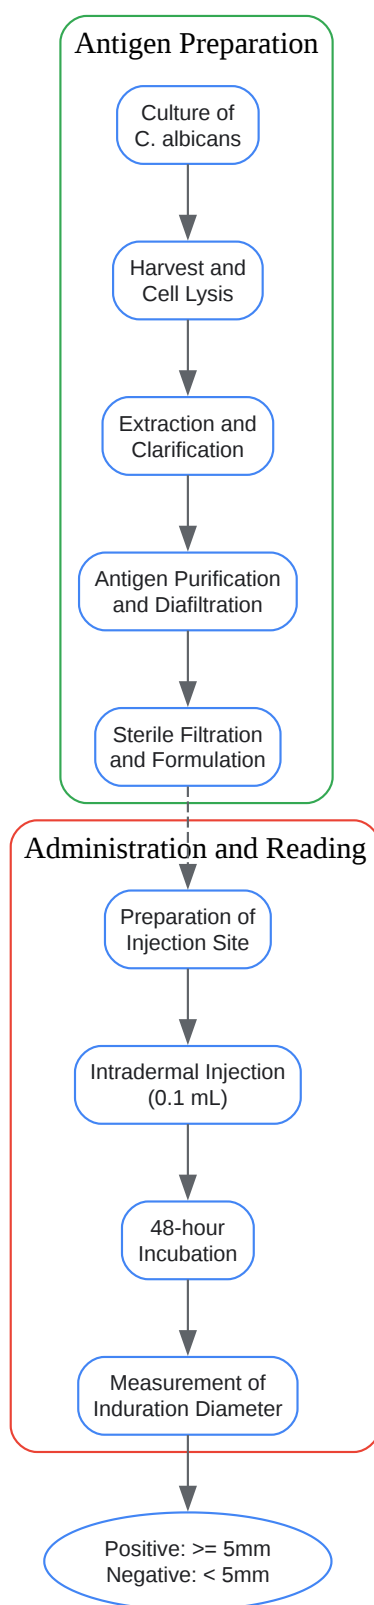 Antigen Preparation
Culture of
C. albicans
Harvest and
Cell Lysis
Extraction and
Clarification
Antigen Purification
and Diafiltration
Sterile Filtration
and Formulation
Administration and Reading
Preparation of
Injection Site
Intradermal Injection
(0.1 mL)
48-hour
Incubation
Measurement of
Induration Diameter
Positive: >= 5mm
Negative: < 5mm